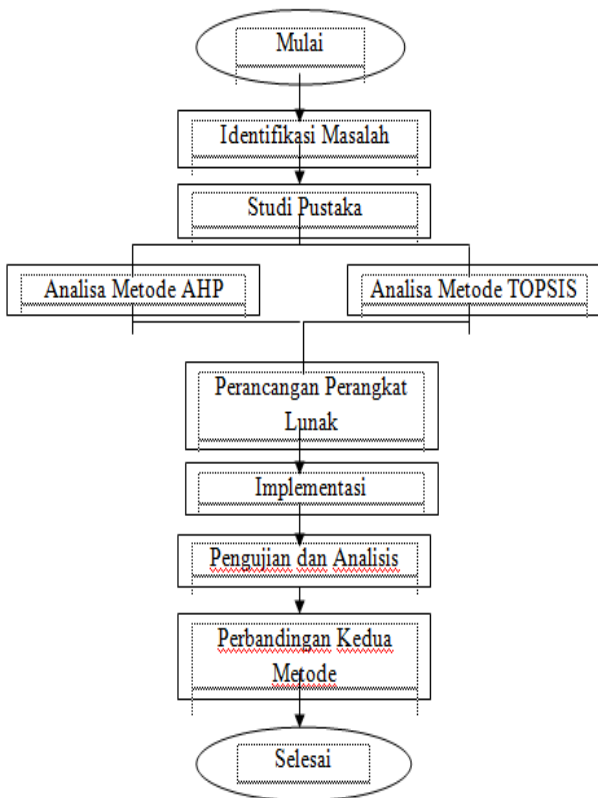 Mulai
Identifikasi Masalah
Studi Pustaka
Analisa Metode AHP
Analisa Metode TOPSIS
Perancangan Perangkat
Lunak
Implementasi
Pengujian dan Analisis
Perbandingan Kedua
Metode
Selesai